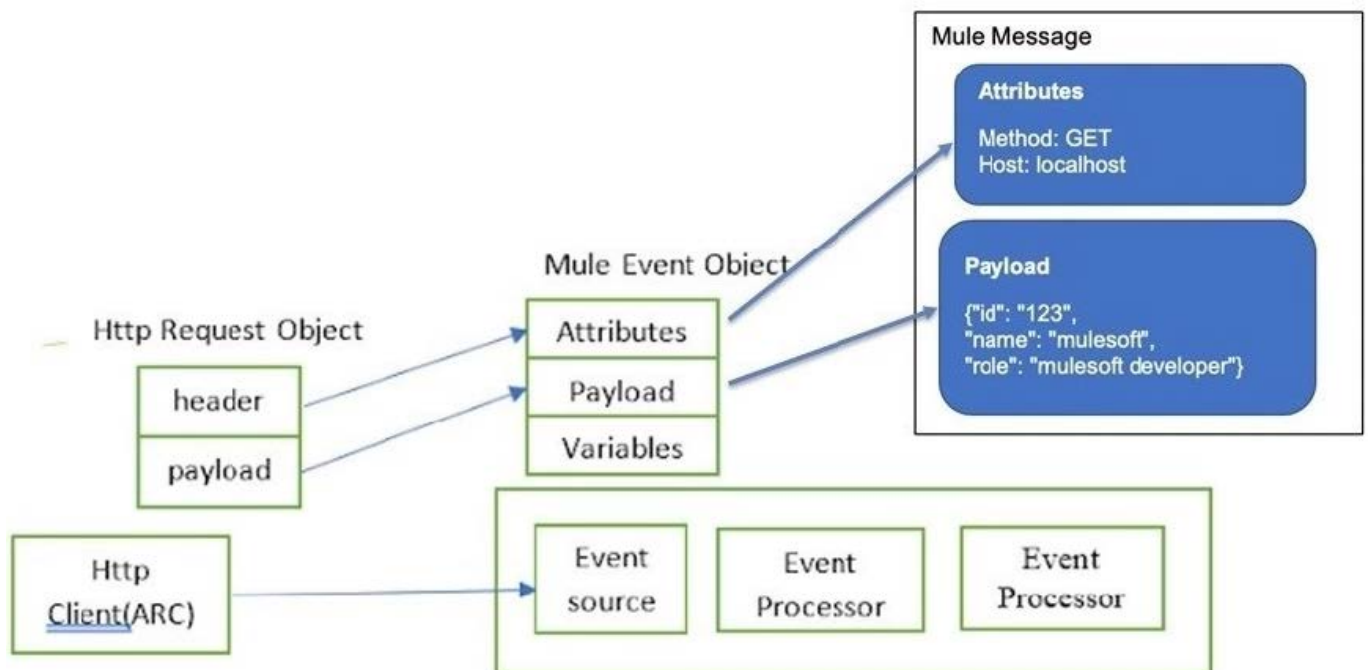 Mule Message
Attributes
Method: GET
Host: localhost
Payload
{"id": "123",
"name": "mulesoft",
"role": "mulesoft developer"}
Mule Event Object
Attributes
Payload
Variables
Http Request Object
header
payload
Http
Client(ARC)
Event
source
Event
Processor
Event
Processor